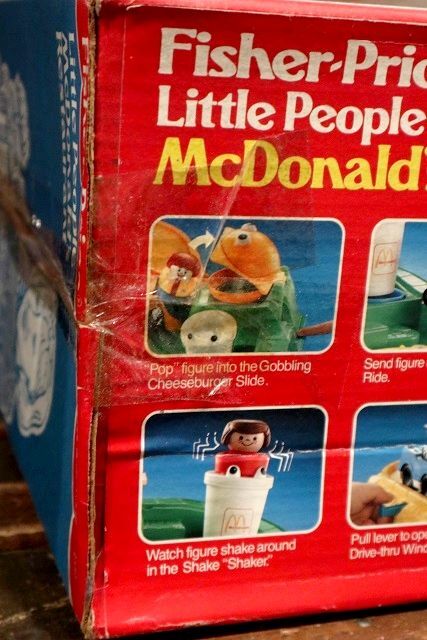 Fisher-Pric
Little People
McDonald's
"Pop" figure into the Gobbling
Cheeseburger Slide.
Send figure
Ride.
Watch figure shake around
in the Shake "Shaker."
Pull lever to ope
Drive-thru Wind